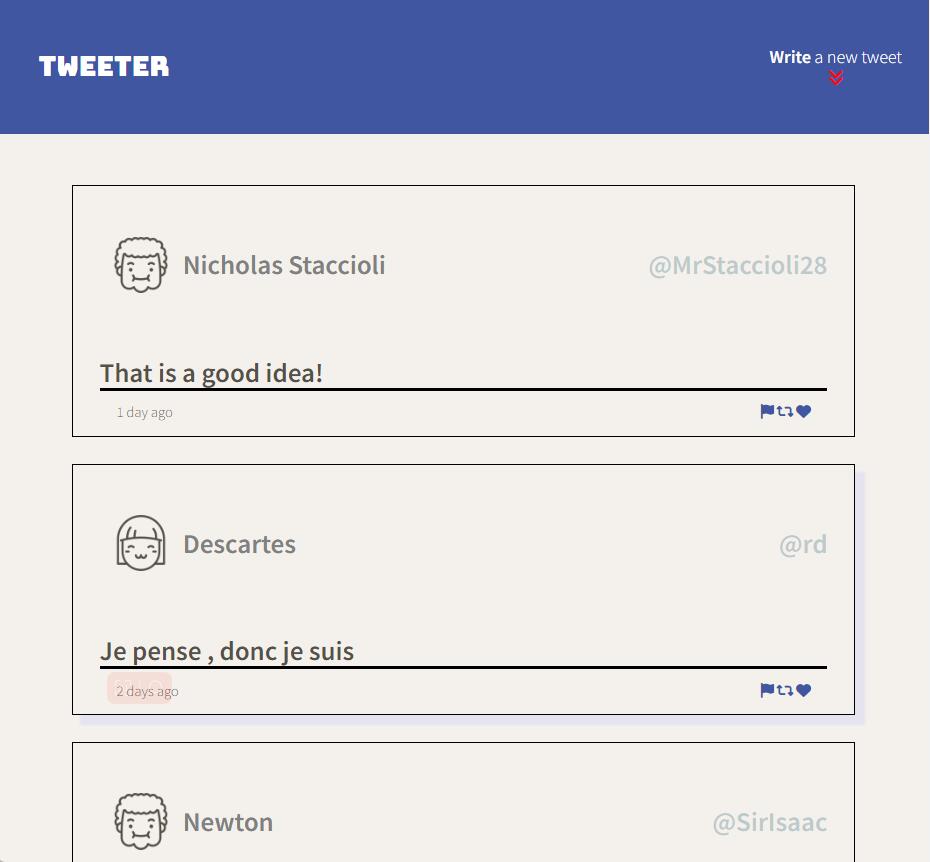 TWEETER
Write a new tweet
Nicholas Staccioli
@MrStaccioli28
That is a good idea!
1 day ago
Descartes
@rd
Je pense , donc je suis
2 days ago
Newton
@SirIsaac